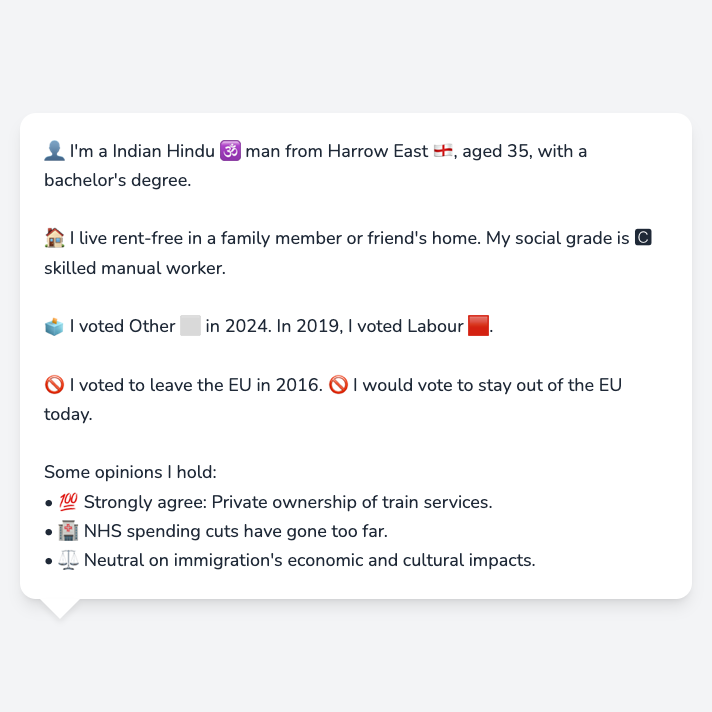 👤 I'm a Indian Hindu 🕉️ man from Harrow East 🏴󠁧󠁢󠁥󠁮󠁧󠁿, aged 35, with a
bachelor's degree.
🏠 I live rent-free in a family member or friend's home. My social grade is 🅲
skilled manual worker.
🗳️ I voted Other ⬜ in 2024. In 2019, I voted Labour 🟥.
🚫 I voted to leave the EU in 2016. 🚫 I would vote to stay out of the EU
today.
Some opinions I hold:
• 💯 Strongly agree: Private ownership of train services.
• 🏥 NHS spending cuts have gone too far.
• ⚖️ Neutral on immigration's economic and cultural impacts.